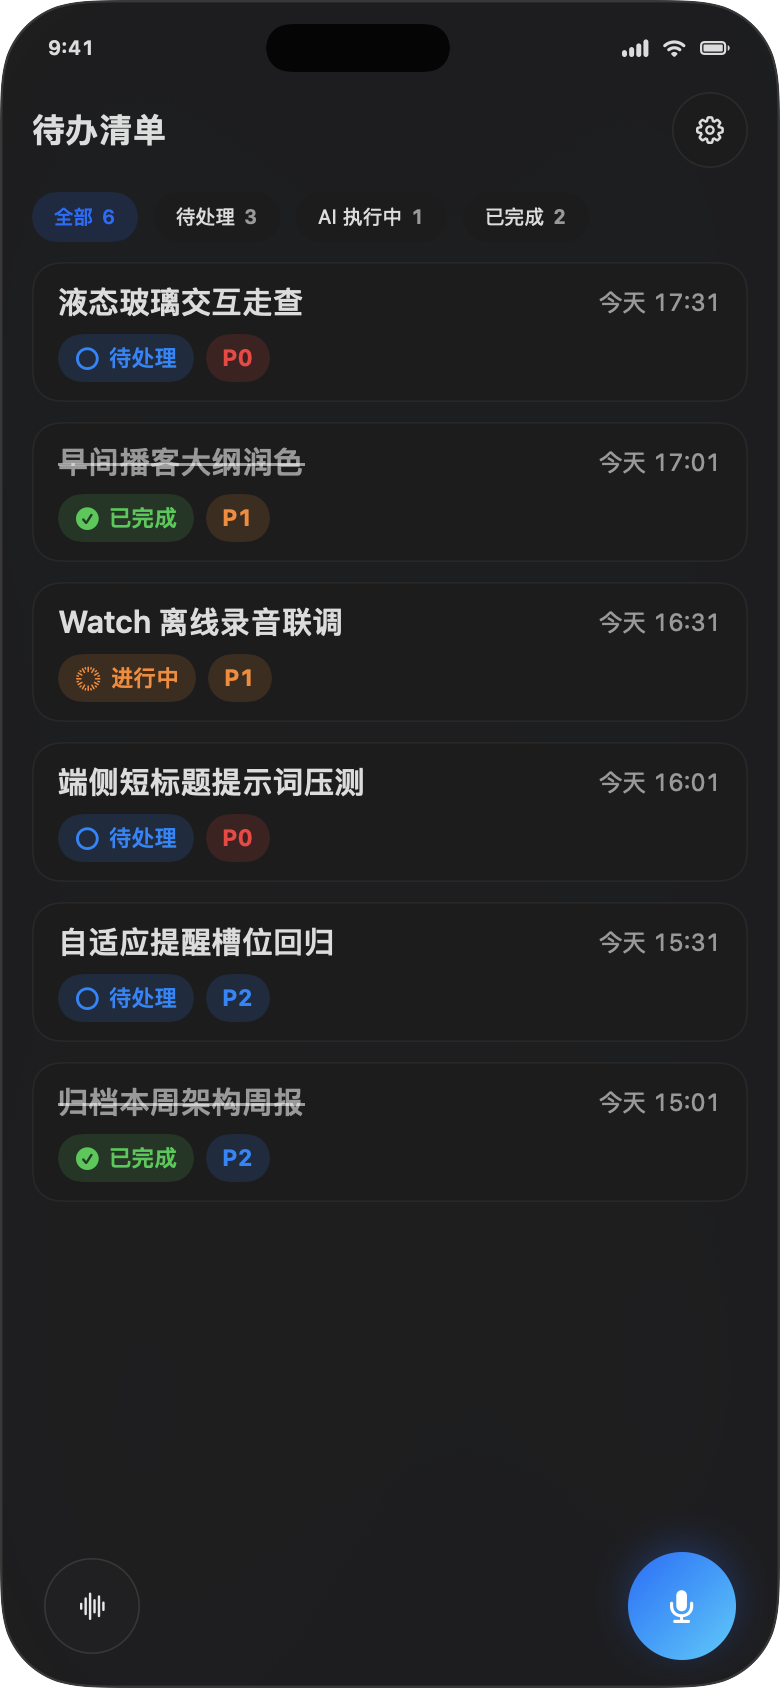 9:41
待办清单
全部 6 待处理 3 AI 执行中 1 已完成 2
液态玻璃交互走查 今天 17:31
待处理 P0
早间播客大纲润色 今天 17:01
已完成 P1
Watch 离线录音联调 今天 16:31
进行中 P1
端侧短标题提示词压测 今天 16:01
待处理 P0
自适应提醒槽位回归 今天 15:31
待处理 P2
归档本周架构周报 今天 15:01
已完成 P2